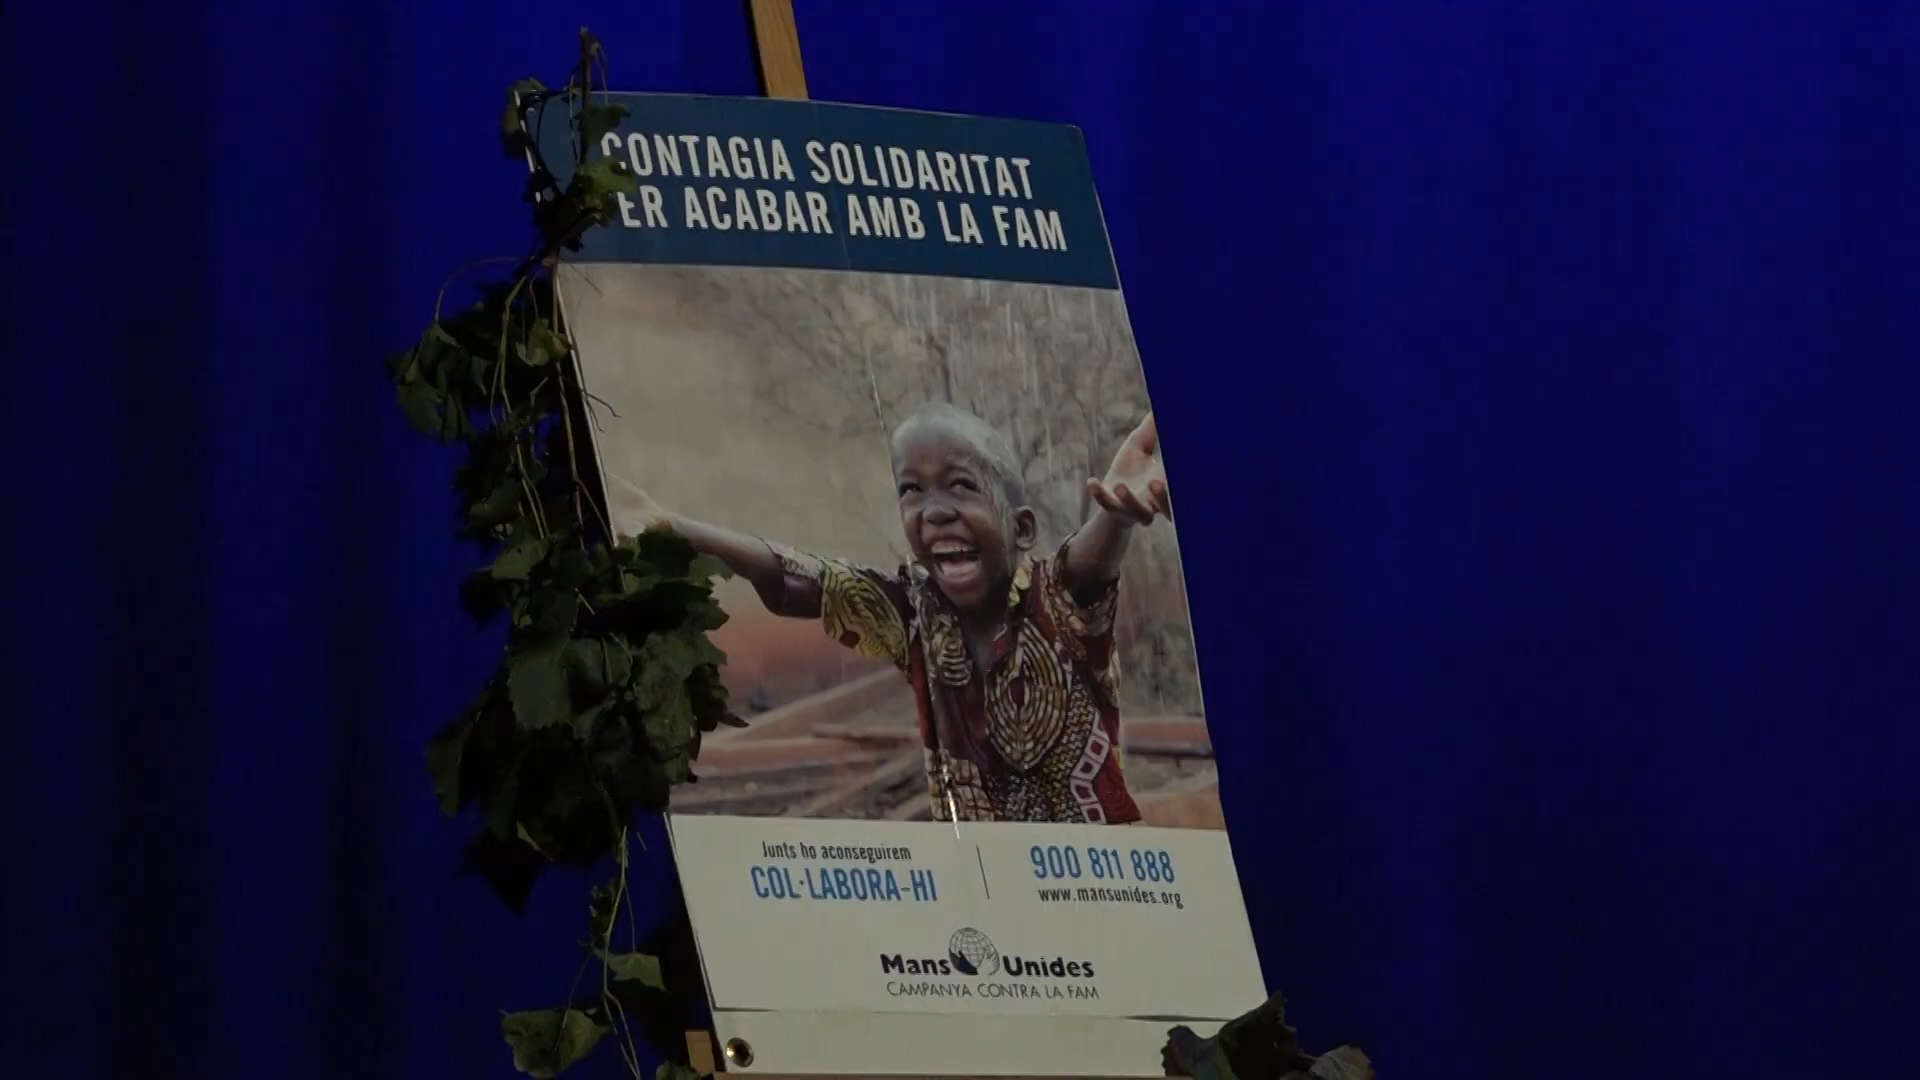 CONTAGIA SOLIDARITAT
ER ACABAR AMB LA FAM
Junts ho aconseguirem
COL·LABORA-HI
900 811 888
www.mansunides.org
Mans Unides
CAMPANYA CONTRA LA FAM